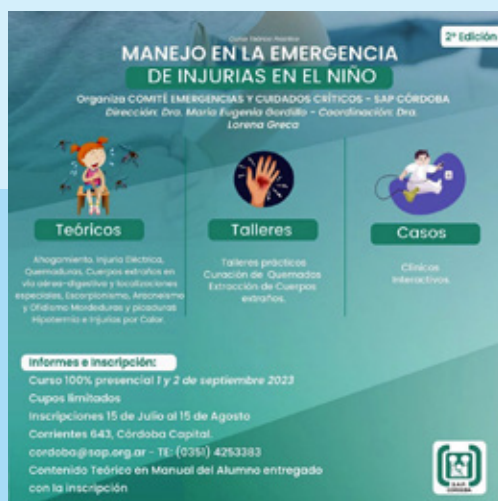 Curso Teórico Práctico
2ª Edición
MANEJO EN LA EMERGENCIA
DE INJURIAS EN EL NIÑO
Organiza COMITÉ EMERGENCIAS Y CUIDADOS CRÍTICOS - SAP CÓRDOBA
Dirección: Dra. María Eugenia Gordillo - Coordinación: Dra.
Lorena Greca
Teóricos
Ahogamiento. Injuria Eléctrica,
Quemaduras. Cuerpos extraños en
vía aérea-digestiva y localizaciones
especiales, Escorpionismo, Aracneismo
y Ofidismo Mordeduras y picaduras
Hipotermia e Injurias por Calor.
Talleres
Talleres prácticos
Curación de Quemados
Extracción de Cuerpos
extraños.
Casos
Clínicos
Interactivos.
Informes e Inscripción:
Curso 100% presencial 1 y 2 de septiembre 2023
Cupos limitados
Inscripciones 15 de Julio al 15 de Agosto
Corrientes 643, Córdoba Capital.
cordoba@sap.org.ar - TE: (0351) 4253383
Contenido Teórico en Manual del Alumno entregado
con la inscripción
S.A.P.
CÓRDOBA